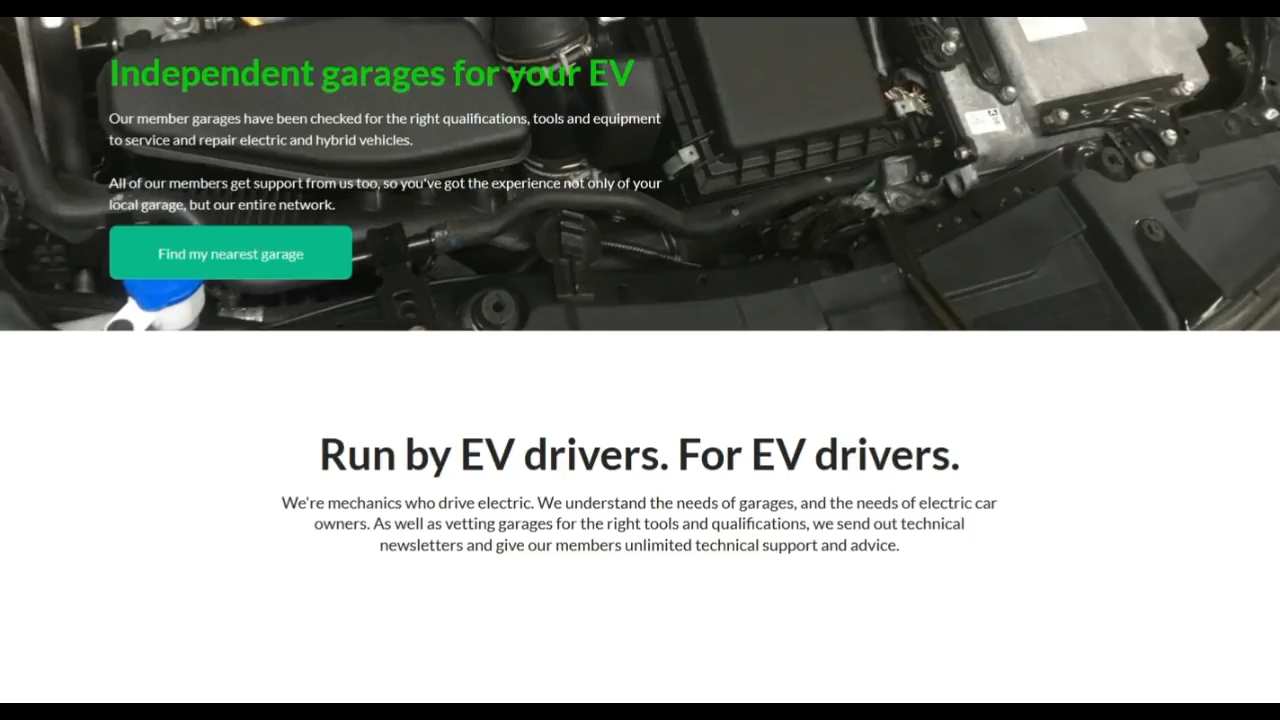 Independent garages for your EV
Our member garages have been checked for the right qualifications, tools and equipment
to service and repair electric and hybrid vehicles.
All of our members get support from us too, so you've got the experience not only of your
local garage, but our entire network.
Find my nearest garage
Run by EV drivers. For EV drivers.
We're mechanics who drive electric. We understand the needs of garages, and the needs of electric car
owners. As well as vetting garages for the right tools and qualifications, we send out technical
newsletters and give our members unlimited technical support and advice.